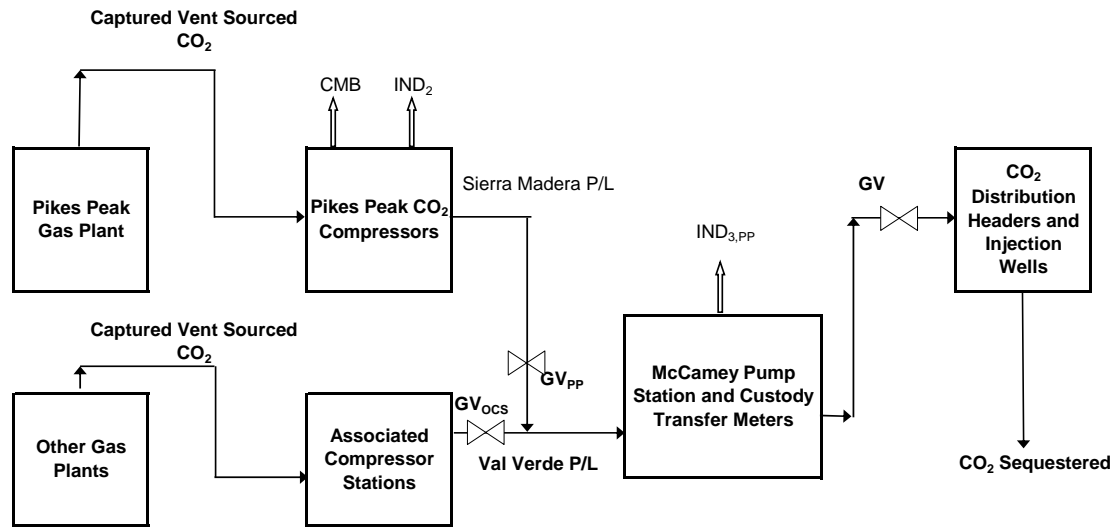 Captured Vent Sourced
CO2
CMB
IND2
Pikes Peak
Gas Plant
Pikes Peak CO2
Compressors
Sierra Madera P/L
IND3,PP
GV
CO2
Distribution
Headers and
Injection
Wells
Captured Vent Sourced
CO2
GVPP
GVOCS
Other Gas
Plants
Associated
Compressor
Stations
Val Verde P/L
McCamey Pump
Station and Custody
Transfer Meters
CO2 Sequestered